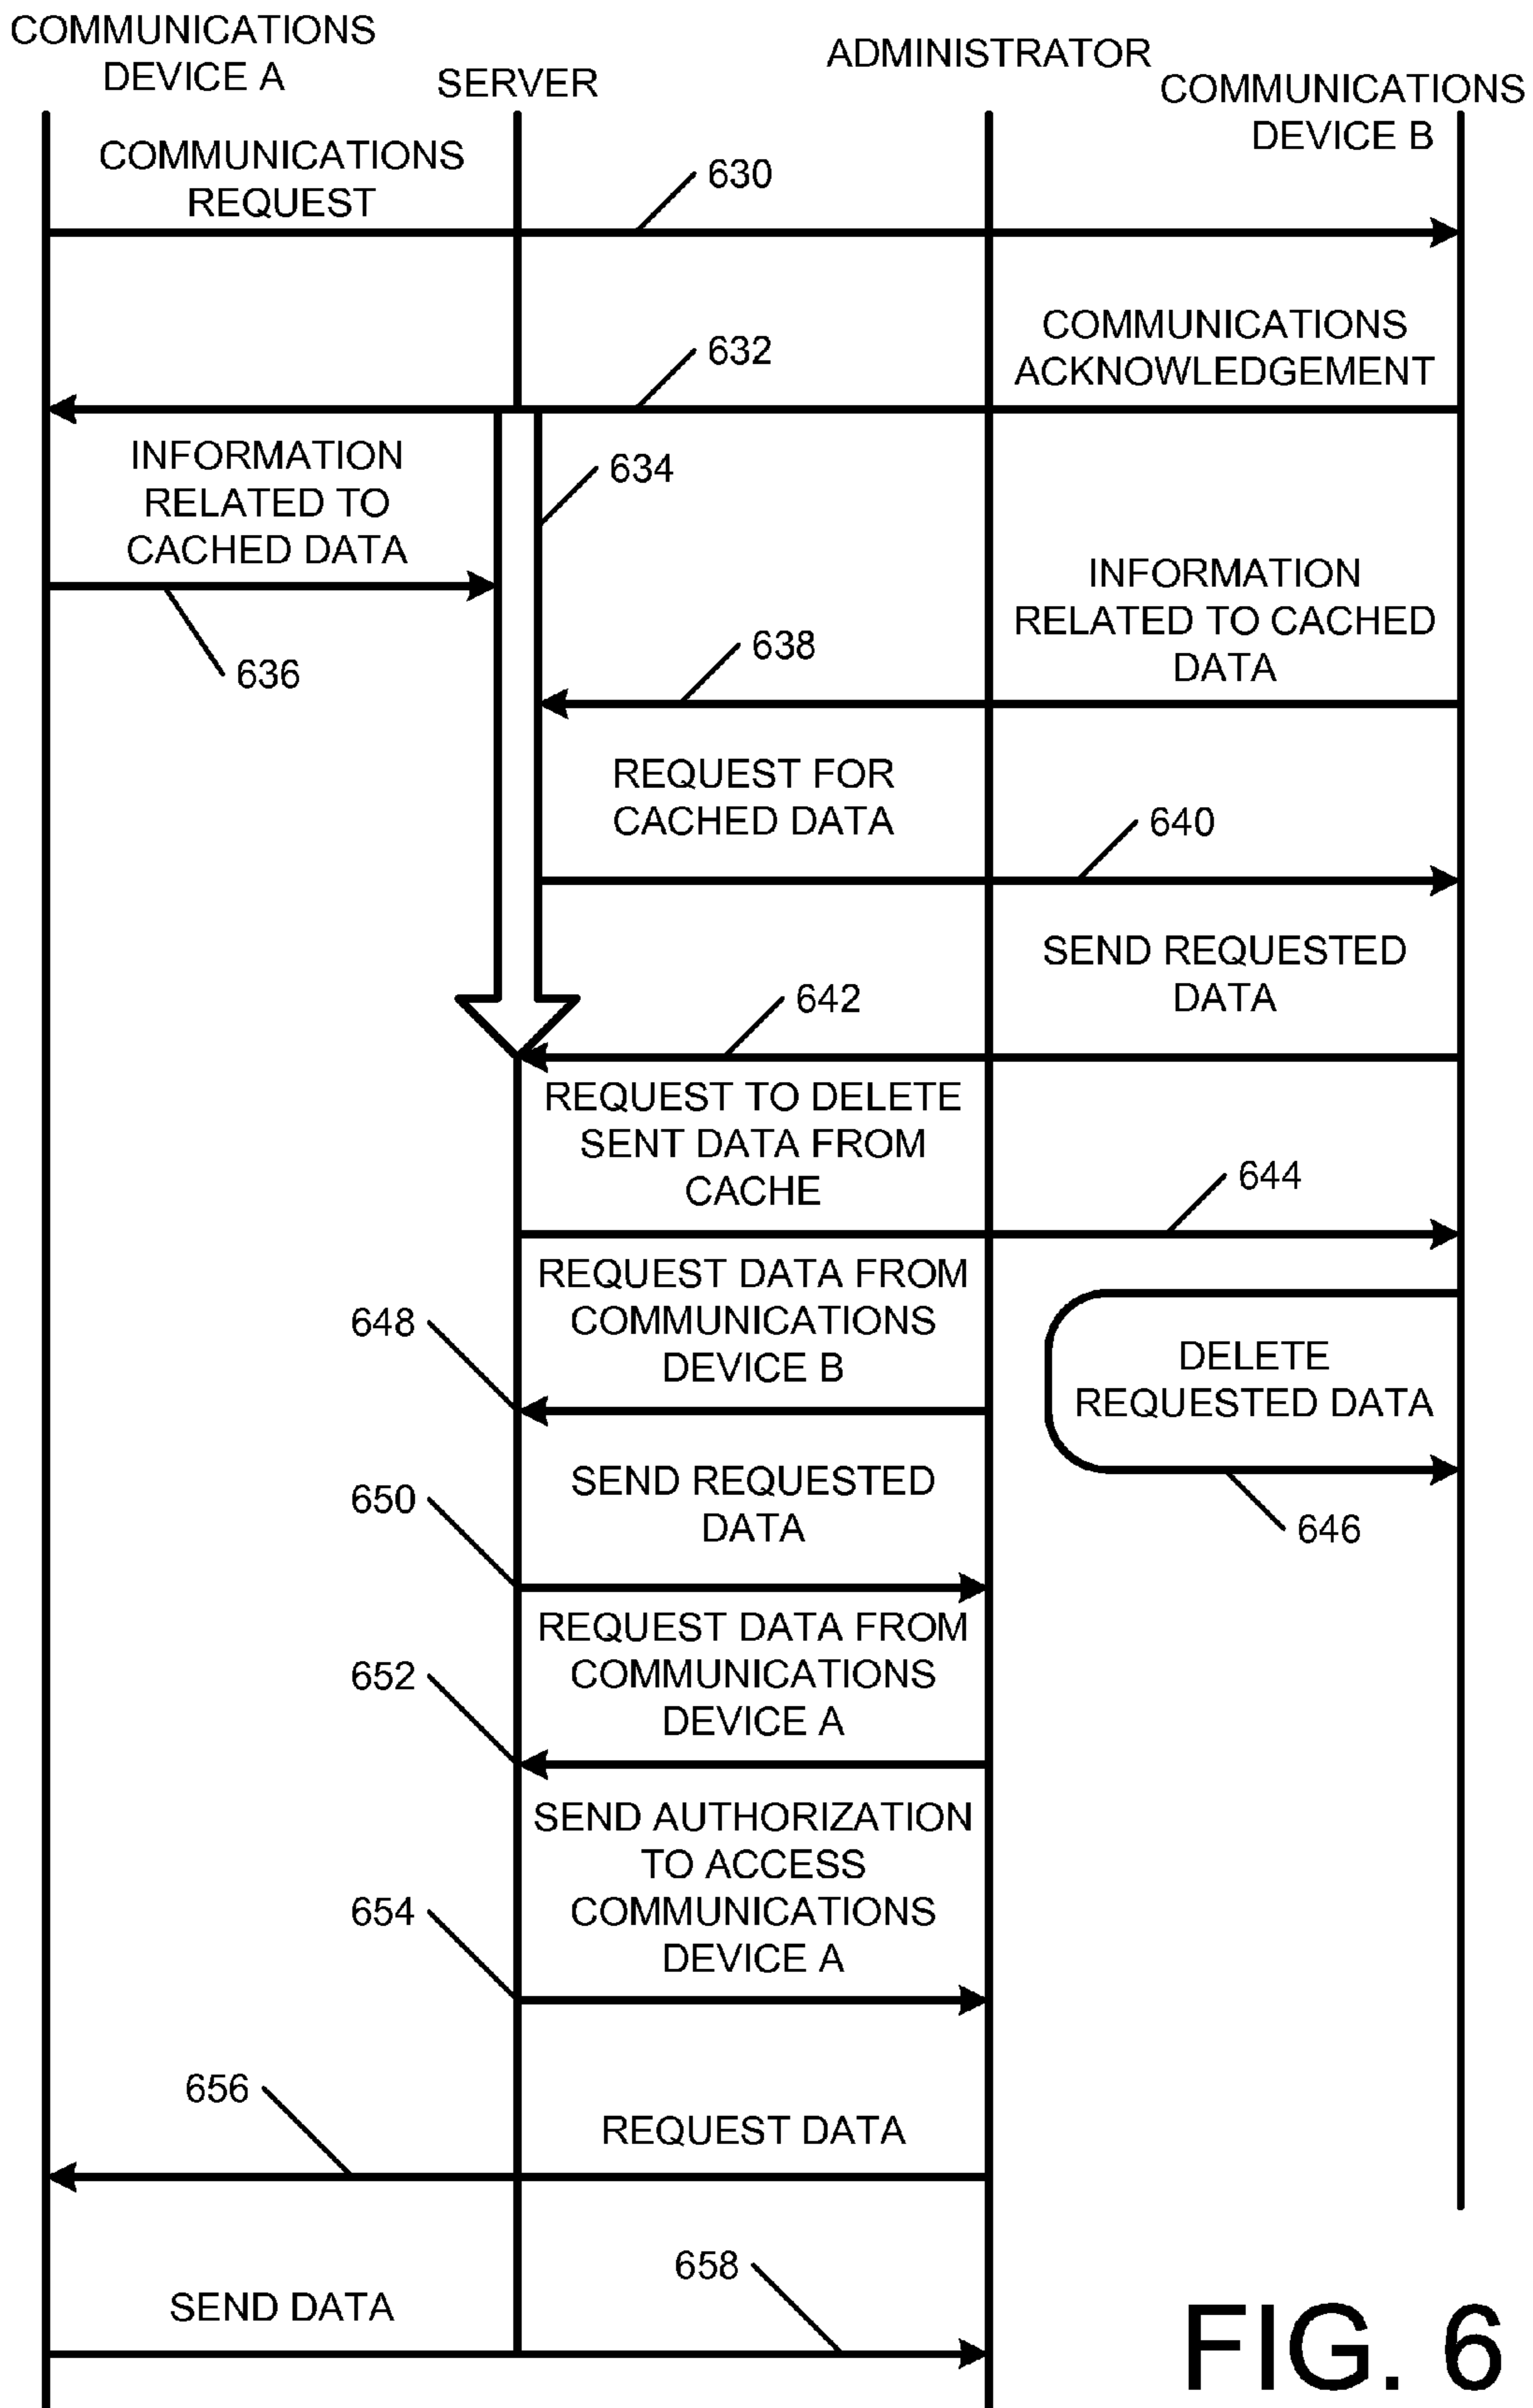 COMMUNICATIONS
DEVICE A
SERVER
ADMINISTRATOR
COMMUNICATIONS
DEVICE B
COMMUNICATIONS
REQUEST
630
COMMUNICATIONS
ACKNOWLEDGEMENT
632
INFORMATION
RELATED TO
CACHED DATA
634
636
INFORMATION
RELATED TO CACHED
DATA
638
REQUEST FOR
CACHED DATA
640
SEND REQUESTED
DATA
642
REQUEST TO DELETE
SENT DATA FROM
CACHE
644
REQUEST DATA FROM
COMMUNICATIONS
DEVICE B
648
DELETE
REQUESTED DATA
646
SEND REQUESTED
DATA
650
REQUEST DATA FROM
COMMUNICATIONS
DEVICE A
652
SEND AUTHORIZATION
TO ACCESS
COMMUNICATIONS
DEVICE A
654
656
REQUEST DATA
658
SEND DATA
FIG. 6